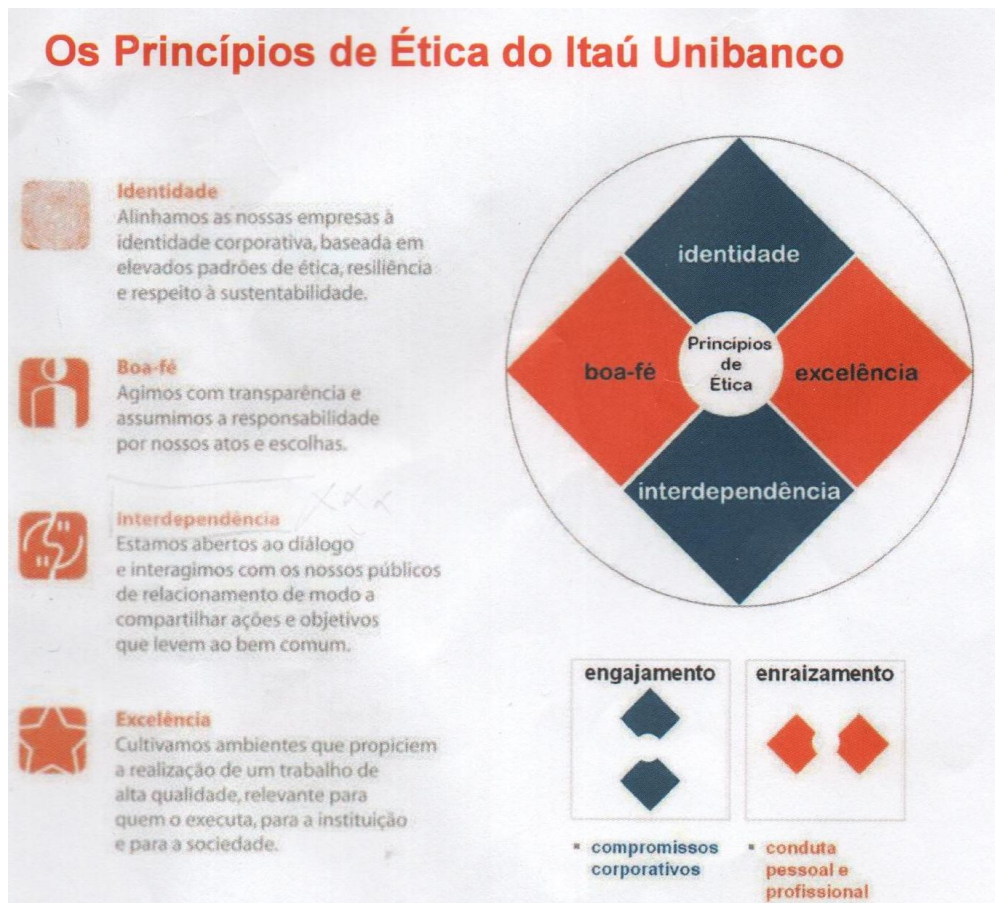 Os Princípios de Ética do Itaú Unibanco
Identidade
Alinhamos as nossas empresas à
identidade corporativa, baseada em
elevados padrões de ética, resiliência
e respeito à sustentabilidade.
Boa-fé
Agimos com transparência e
assumimos a responsabilidade
por nossos atos e escolhas.
Interdependência
Estamos abertos ao diálogo
e interagimos com os nossos públicos
de relacionamento de modo a
compartilhar ações e objetivos
que levem ao bem comum.
Excelência
Cultivamos ambientes que propiciem
a realização de um trabalho de
alta qualidade, relevante para
quem o executa, para a instituição
e para a sociedade.
identidade
boa-fé
Princípios
de
Ética
excelência
interdependência
engajamento
enraizamento
▪ compromissos
corporativos
▪ conduta
pessoal e
profissional